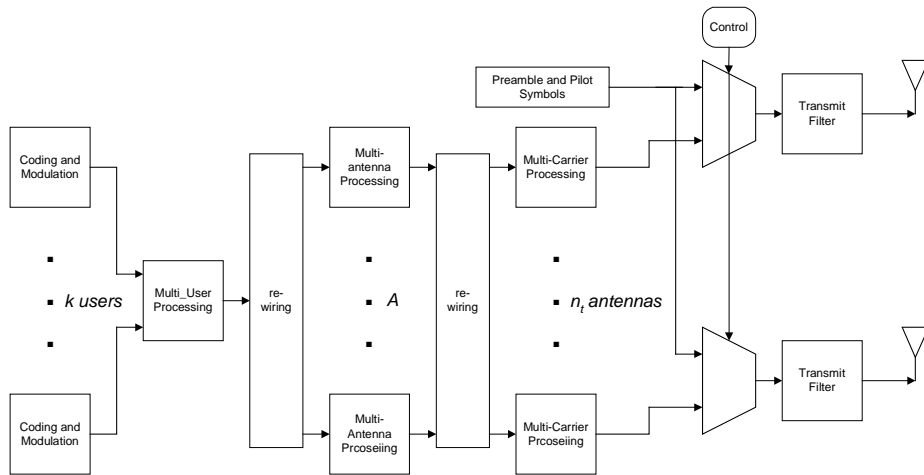 Control
Preamble and Pilot
Symbols
Transmit
Filter
Coding and
Modulation
Multi-
antenna
Processing
Multi-Carrier
Processing
k users
Multi_User
Processing
re-
wiring
A
re-
wiring
n_t antennas
Transmit
Filter
Coding and
Modulation
Multi-
Antenna
Prcoseiing
Multi-Carrier
Prcoseiing